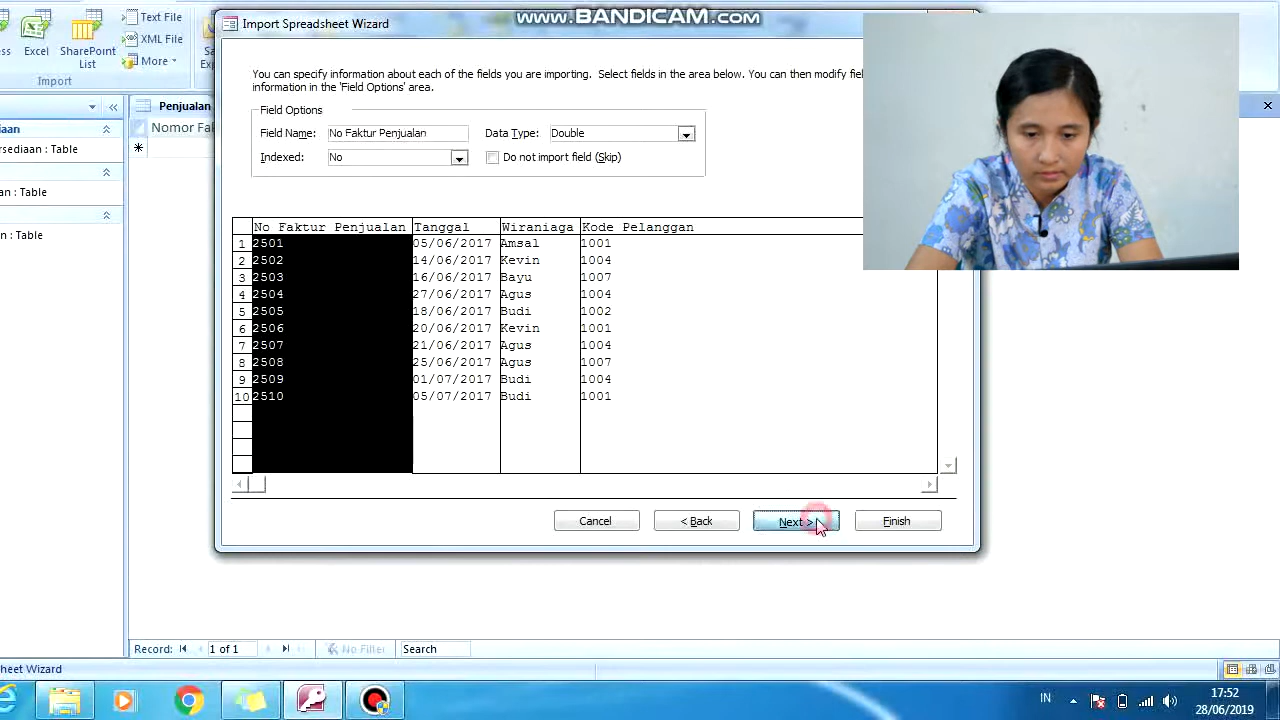 Import Spreadsheet Wizard
www.BANDICAM.com
Text File
XML File
More
Excel
SharePoint
List
Import
You can specify information about each of the fields you are importing. Select fields in the area below. You can then modify
information in the 'Field Options' area.
Field Options
Field Name: No Faktur Penjualan Data Type: Double
Indexed: No Do not import field (Skip)
Penjualan
Nomor
: Table
: Table
: Table
No Faktur Penjualan Tanggal Wiraniaga Kode Pelanggan
1 2501 05/06/2017 Amsal 1001
2 2502 14/06/2017 Kevin 1004
3 2503 16/06/2017 Bayu 1007
4 2504 27/06/2017 Agus 1004
5 2505 18/06/2017 Budi 1002
6 2506 20/06/2017 Kevin 1001
7 2507 21/06/2017 Agus 1004
8 2508 25/06/2017 Agus 1007
9 2509 01/07/2017 Budi 1004
10 2510 05/07/2017 Budi 1001
Cancel < Back Next > Finish
Record: 1 of 1 No Filter Search
Wizard
IN
17:52
28/06/2019